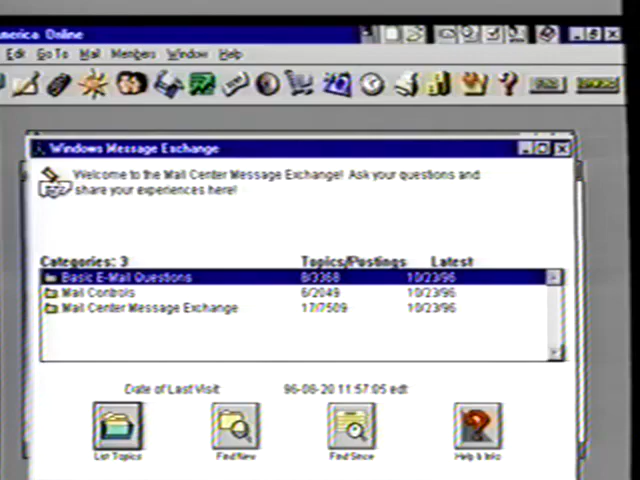 America Online
Edit Go To Mail Members Window Help
Windows Message Exchange
Welcome to the Mail Center Message Exchange! Ask your questions and
share your experiences here!
Categories: 3 Topics/Postings Latest
Basic E-Mail Questions 8/3368 10/23/96
Mail Controls 6/2049 10/23/96
Mail Center Message Exchange 17/7509 10/23/96
Date of Last Visit: 96-08-20 11:57:05 edt
List Topics Find New Find Since Help & Info